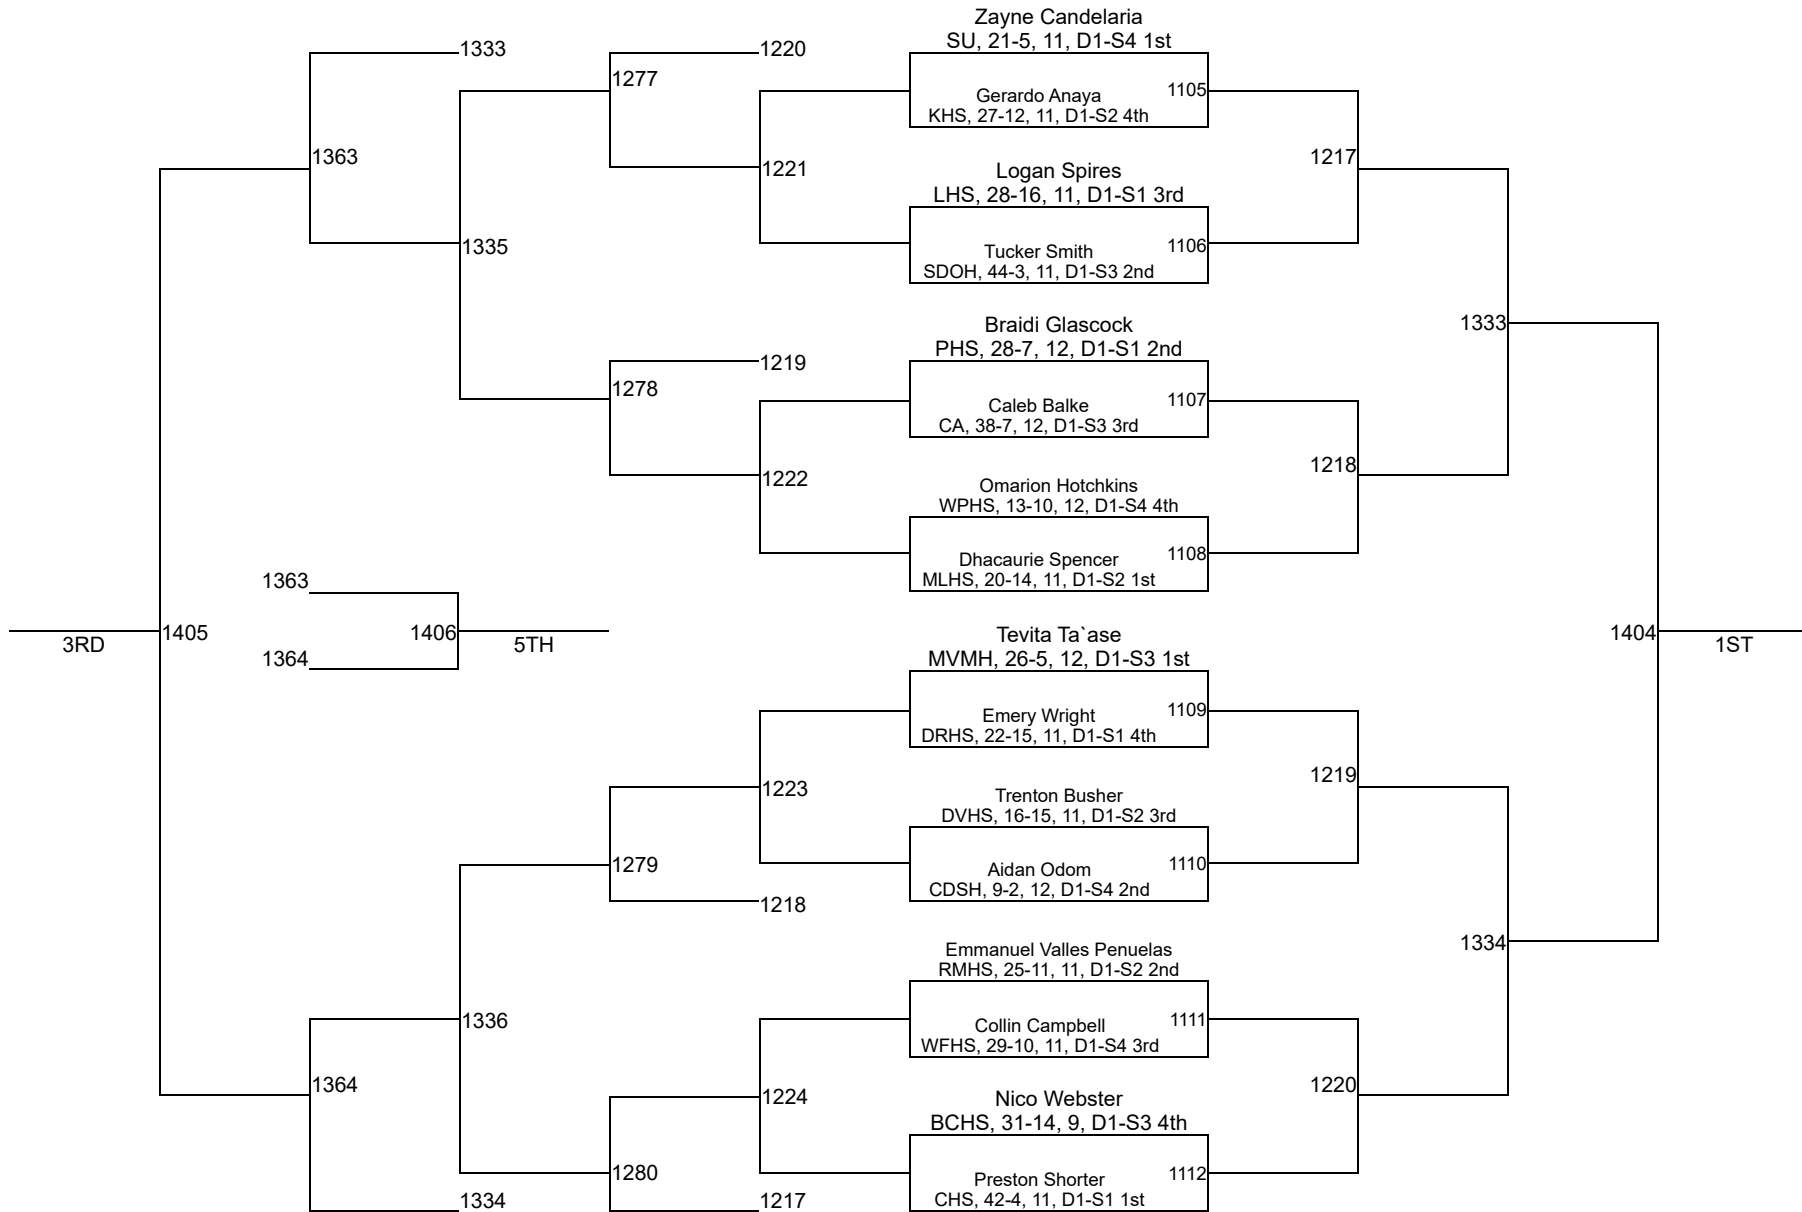 Zayne Candelaria
SU, 21-5, 11, D1-S4 1st
1333
1220
1277
Gerardo Anaya
KHS, 27-12, 11, D1-S2 4th
1105
1363
1221
Logan Spires
LHS, 28-16, 11, D1-S1 3rd
1217
1335
Tucker Smith
SDOH, 44-3, 11, D1-S3 2nd
1106
Braidi Glascock
PHS, 28-7, 12, D1-S1 2nd
1333
1219
1278
Caleb Balke
CA, 38-7, 12, D1-S3 3rd
1107
1222
1218
Omarion Hotchkins
WPHS, 13-10, 12, D1-S4 4th
Dhacaurie Spencer
MLHS, 20-14, 11, D1-S2 1st
1108
1363
3RD
1405
1406
5TH
1364
Tevita Ta`ase
MVMH, 26-5, 12, D1-S3 1st
1404
1ST
Emery Wright
DRHS, 22-15, 11, D1-S1 4th
1109
1223
1219
Trenton Busher
DVHS, 16-15, 11, D1-S2 3rd
1279
Aidan Odom
CDSH, 9-2, 12, D1-S4 2nd
1110
1218
Emmanuel Valles Penuelas
RMHS, 25-11, 11, D1-S2 2nd
1334
1336
Collin Campbell
WFHS, 29-10, 11, D1-S4 3rd
1111
1364
1224
Nico Webster
BCHS, 31-14, 9, D1-S3 4th
1220
1280
Preston Shorter
CHS, 42-4, 11, D1-S1 1st
1112
1334
1217